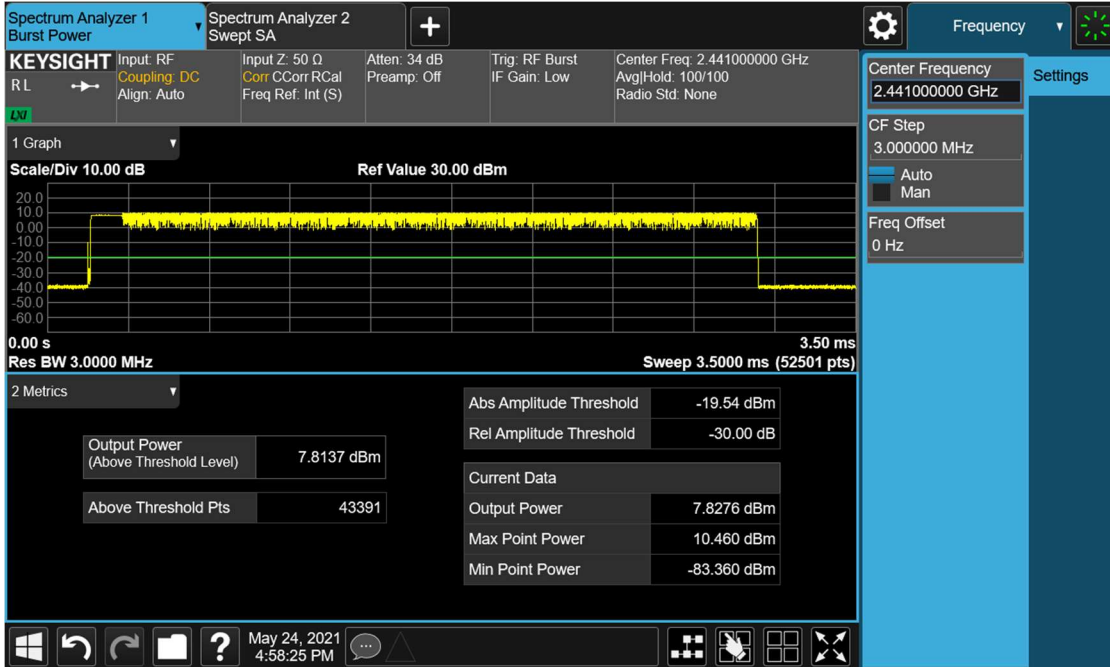 Spectrum Analyzer 1
Burst Power
Spectrum Analyzer 2
Swept SA
Frequency
KEYSIGHT
R L
LXI
Input: RF
Coupling: DC
Align: Auto
Input Z: 50 Ω
Corr CCorr RCal
Freq Ref: Int (S)
Atten: 34 dB
Preamp: Off
Trig: RF Burst
IF Gain: Low
Center Freq: 2.441000000 GHz
Avg|Hold: 100/100
Radio Std: None
Center Frequency
2.441000000 GHz
Settings
CF Step
3.000000 MHz
Auto
Man
Freq Offset
0 Hz
1 Graph
Scale/Div 10.00 dB
Ref Value 30.00 dBm
20.0
10.0
0.00
-10.0
-20.0
-30.0
-40.0
-50.0
-60.0
0.00 s
3.50 ms
Res BW 3.0000 MHz
Sweep 3.5000 ms (52501 pts)
2 Metrics
Output Power
(Above Threshold Level)
7.8137 dBm
Above Threshold Pts
43391
Abs Amplitude Threshold
-19.54 dBm
Rel Amplitude Threshold
-30.00 dB
Current Data
Output Power
7.8276 dBm
Max Point Power
10.460 dBm
Min Point Power
-83.360 dBm
?
May 24, 2021
4:58:25 PM